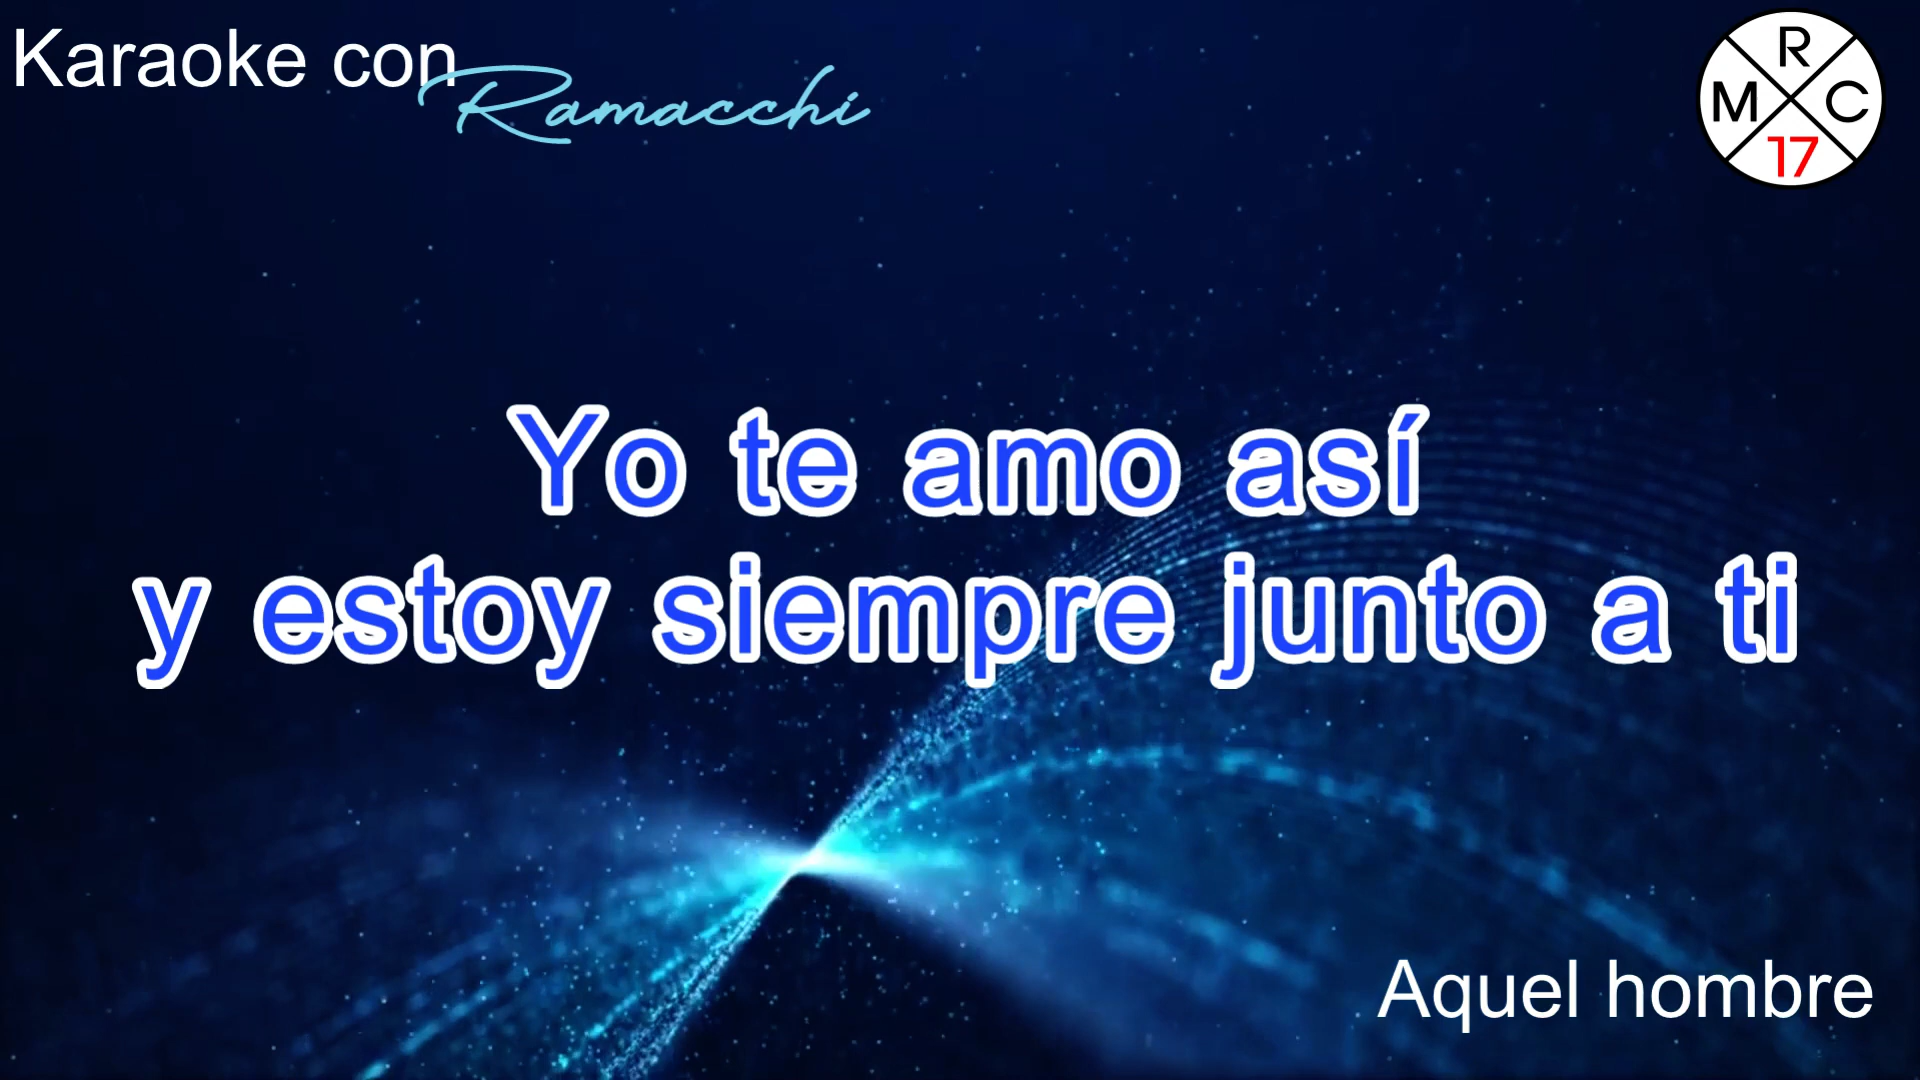 Karaoke con
Ramacchi
R
M C
17
Yo te amo así
y estoy siempre junto a ti
Aquel hombre